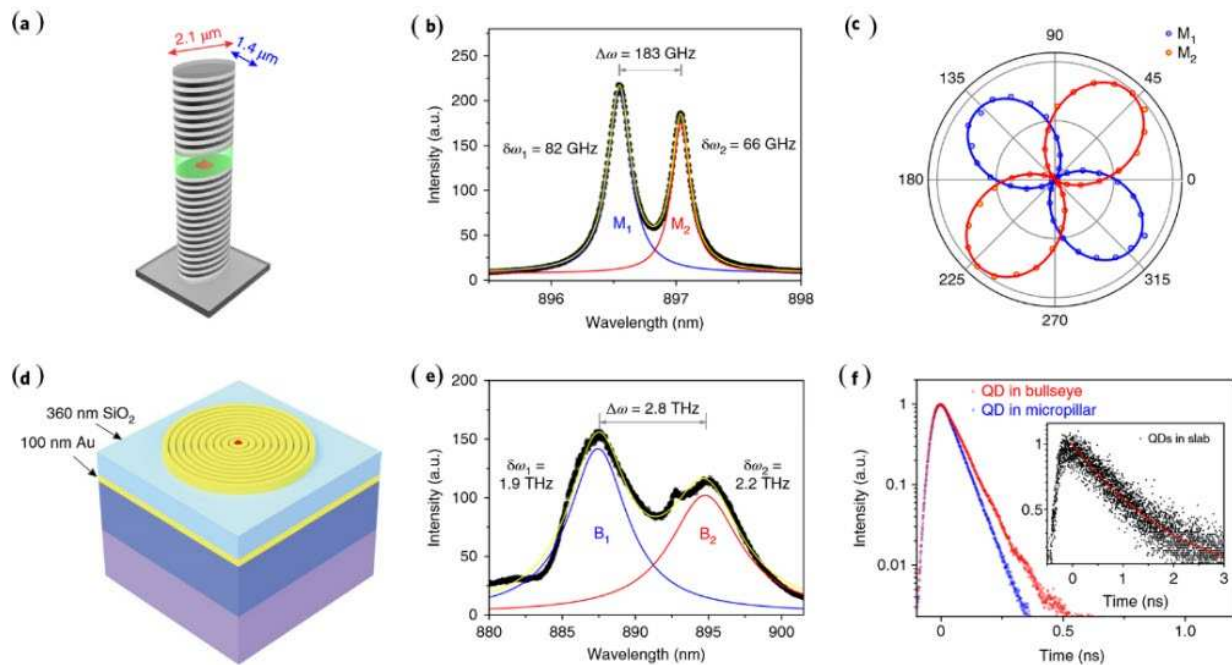 (a)
2.1 μm
1.4 μm
(b)
Δω = 183 GHz
δω₁ = 82 GHz
δω₂ = 66 GHz
M₁
M₂
Intensity (a.u.)
250
200
150
100
50
0
896
897
898
Wavelength (nm)
(c)
M₁
M₂
90
135
45
180
0
225
315
270
(d)
360 nm SiO₂
100 nm Au
(e)
Δω = 2.8 THz
δω₁ =
1.9 THz
δω₂ =
2.2 THz
B₁
B₂
Intensity (a.u.)
200
150
100
50
0
880
885
890
895
900
Wavelength (nm)
(f)
QD in bullseye
QD in micropillar
Intensity (a.u.)
1
0.1
0.01
0
0.5
1.0
Time (ns)
QDs in slab
1
0.5
0
1
2
3
Time (ns)